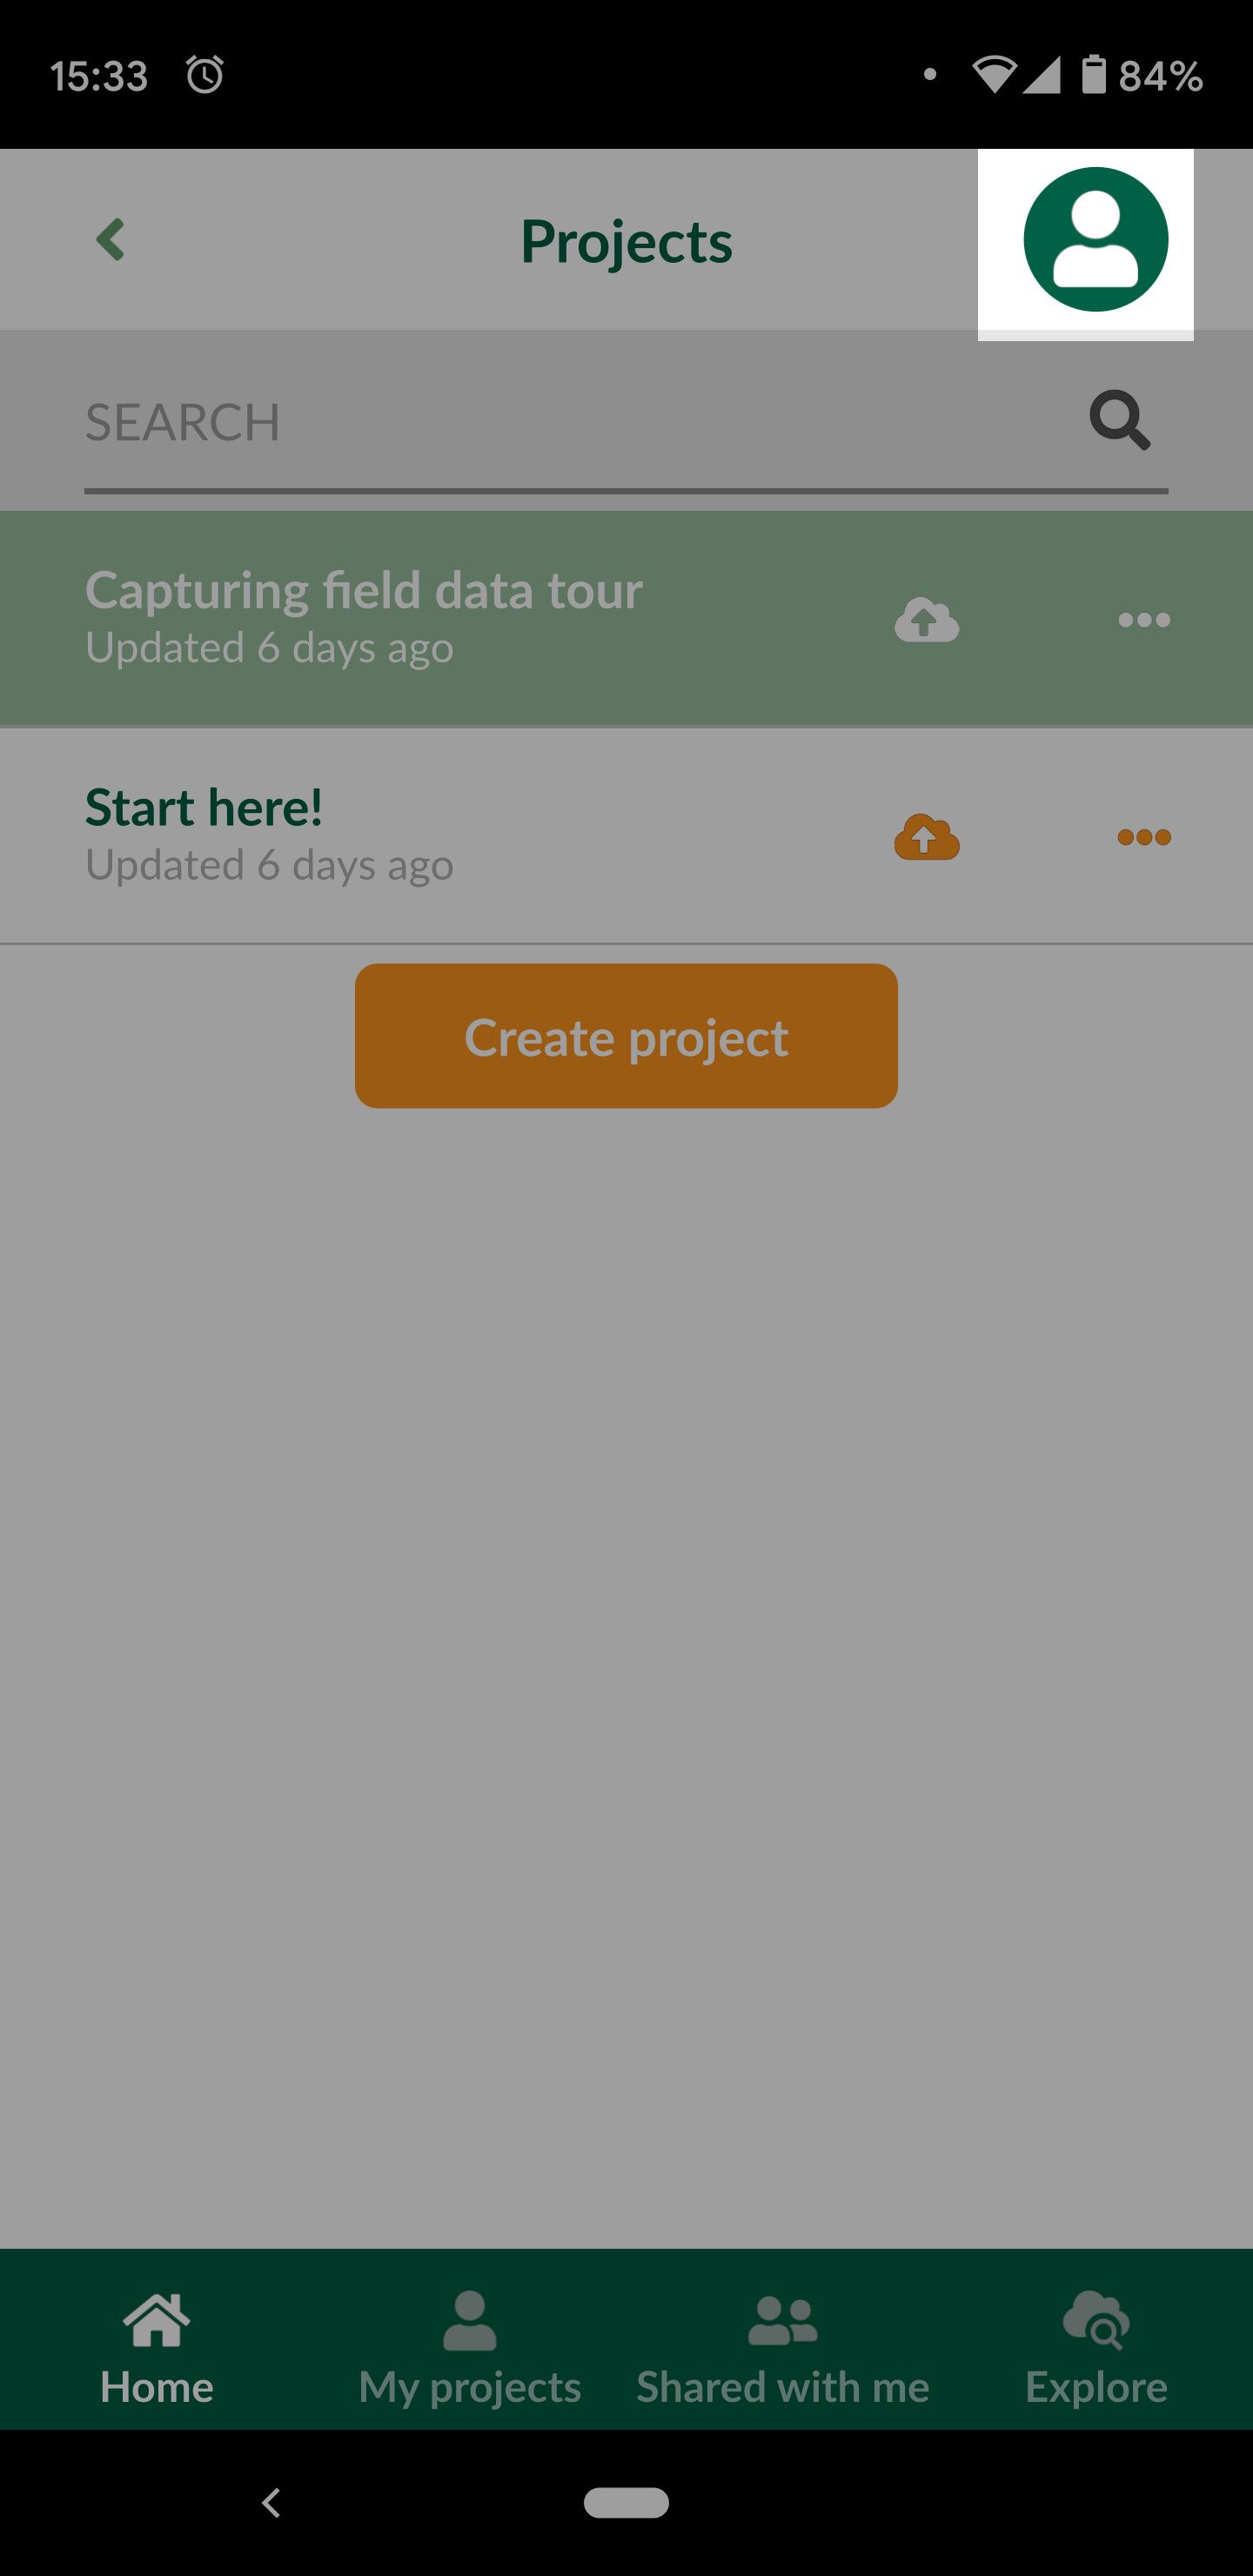 15:33 84%
Projects
SEARCH
Capturing field data tour
Updated 6 days ago
Start here!
Updated 6 days ago
Create project
Home My projects Shared with me Explore